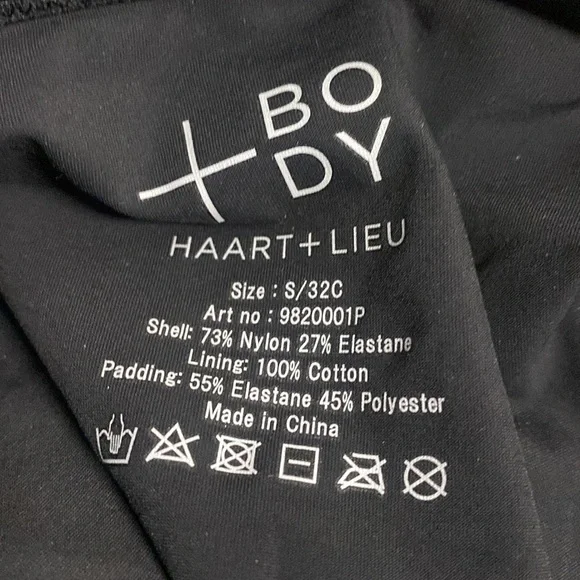 BO
DY
HAART+LIEU
Size : S/32C
Art no : 9820001P
Shell: 73% Nylon 27% Elastane
Lining: 100% Cotton
Padding: 55% Elastane 45% Polyester
Made in China